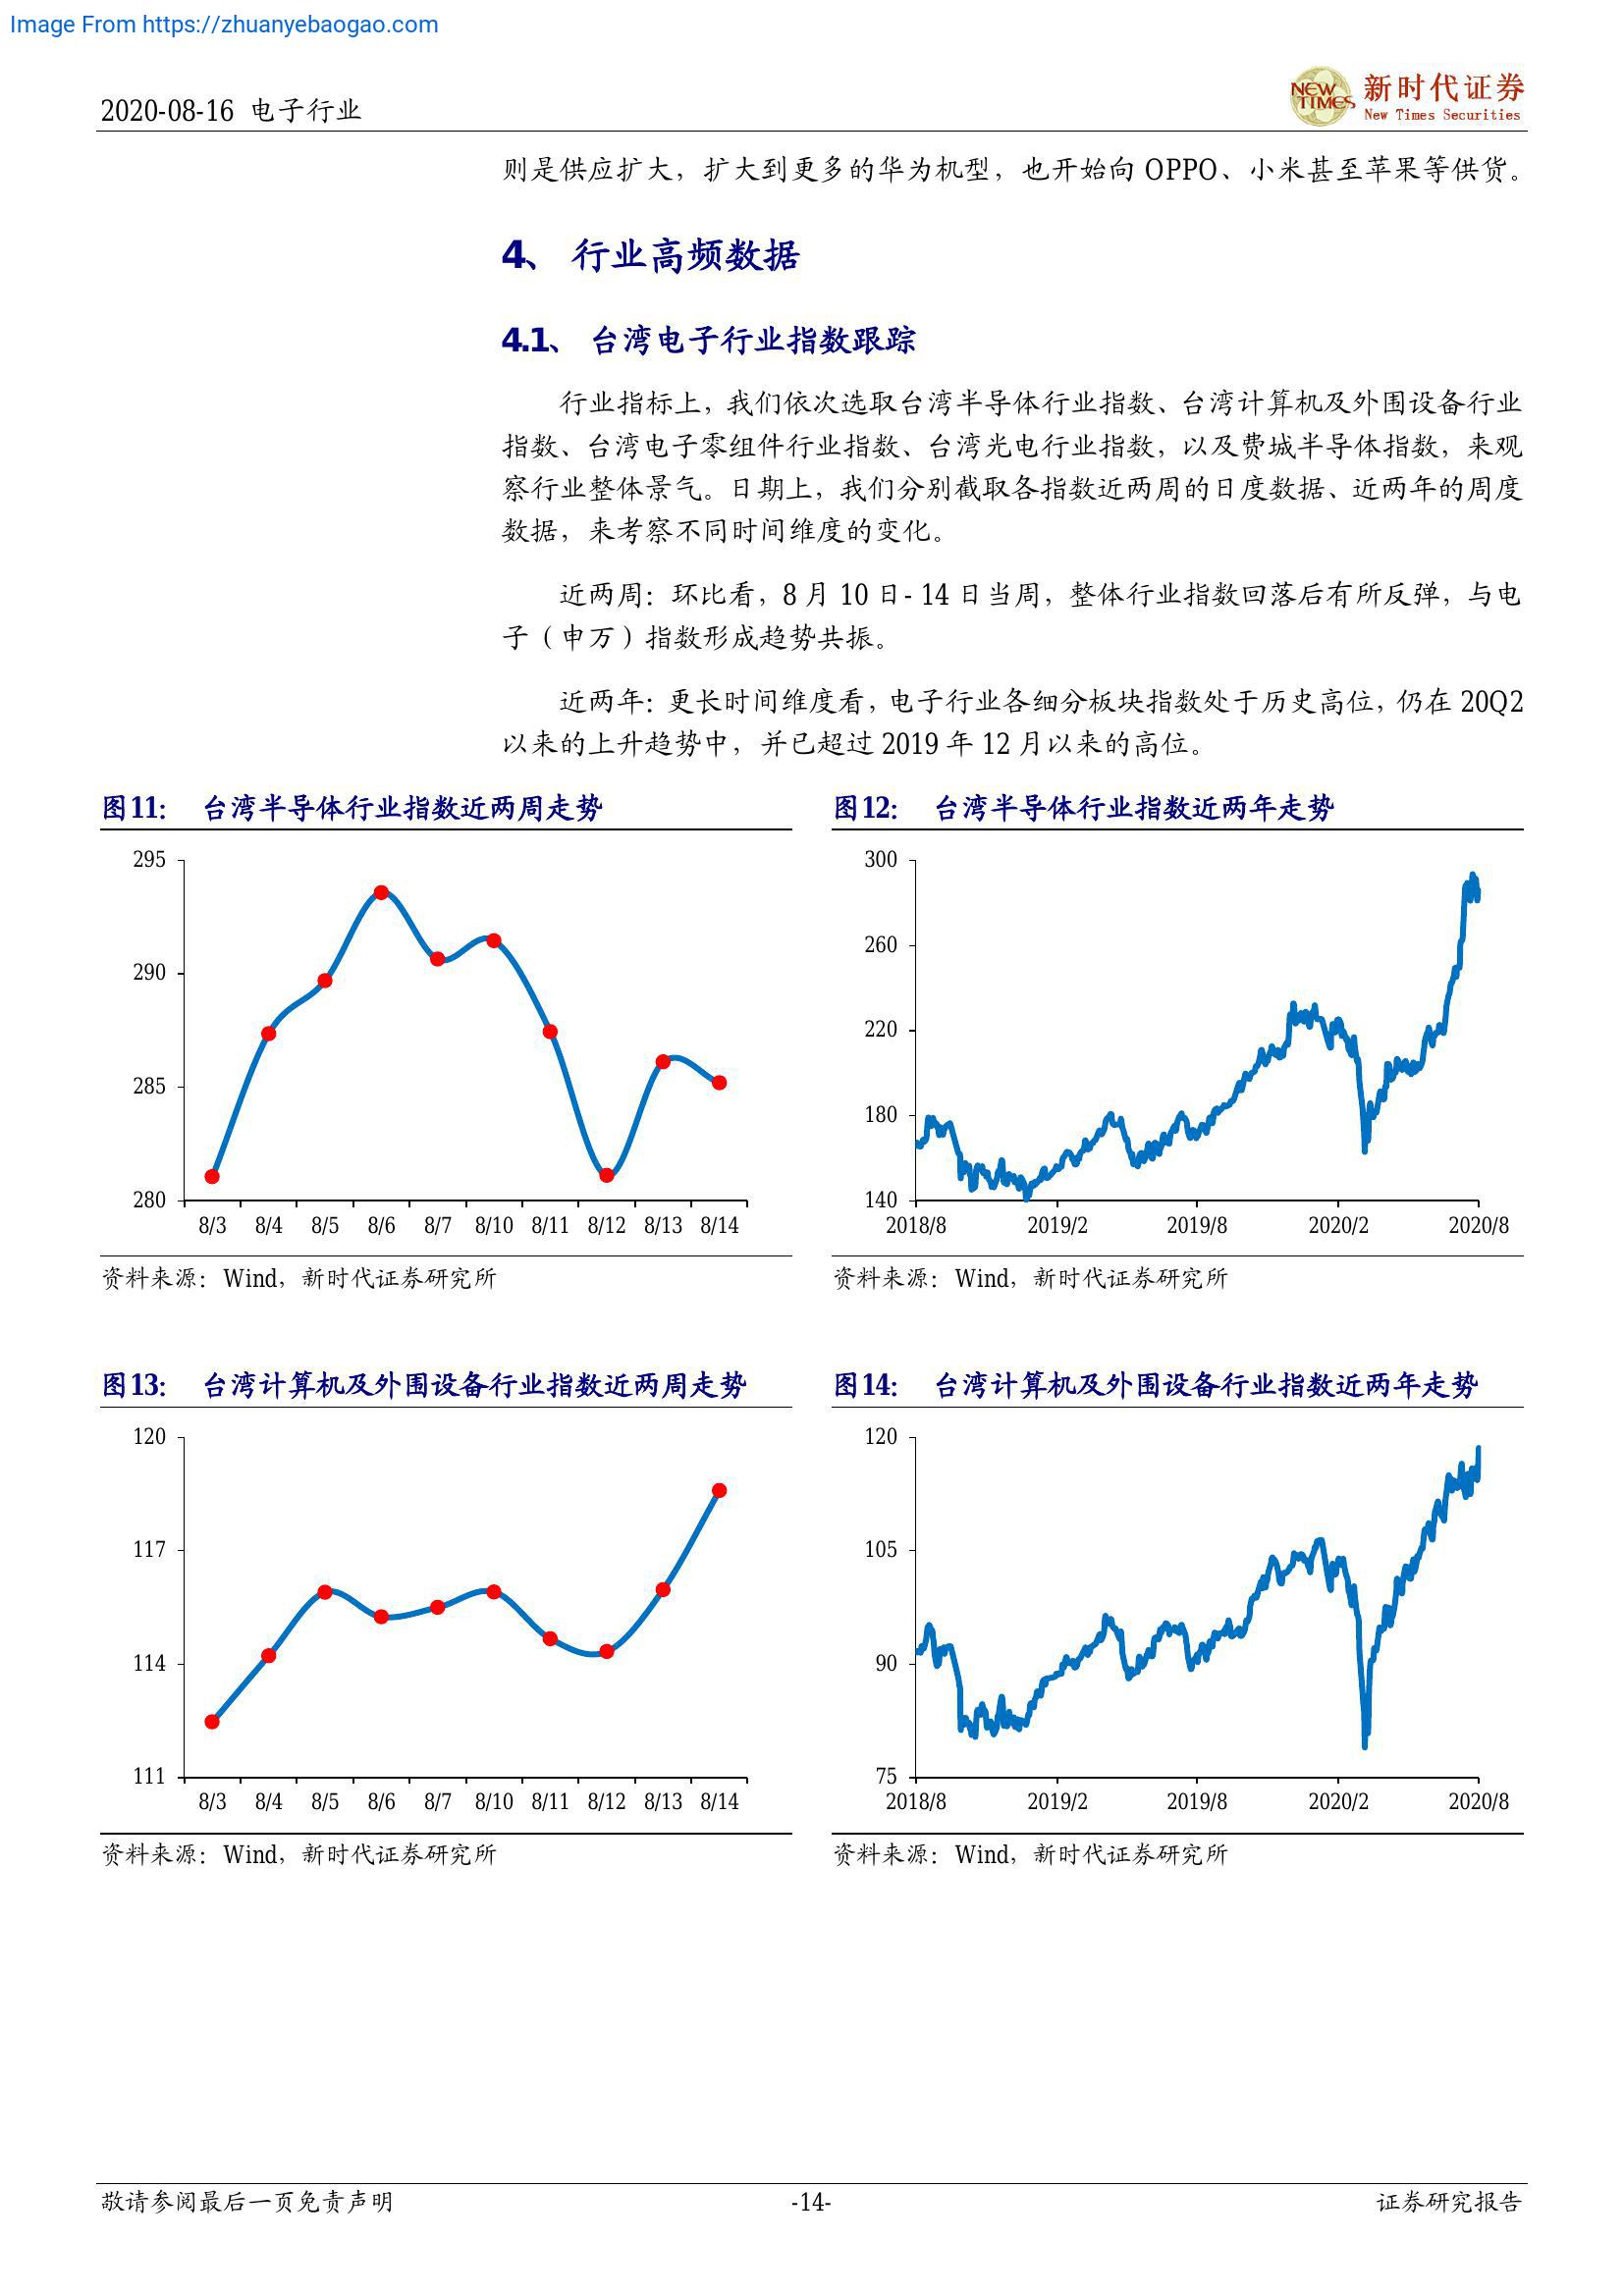 Image From https://zhuanyebaogao.com
2020-08-16 电子行业
NEW TIMES
新时代证券
New Times Securities
则是供应扩大，扩大到更多的华为机型，也开始向 OPPO、小米甚至苹果等供货。
4、 行业高频数据
4.1、 台湾电子行业指数跟踪
行业指标上，我们依次选取台湾半导体行业指数、台湾计算机及外围设备行业
指数、台湾电子零组件行业指数、台湾光电行业指数，以及费城半导体指数，来观
察行业整体景气。日期上，我们分别截取各指数近两周的日度数据、近两年的周度
数据，来考察不同时间维度的变化。
近两周：环比看，8 月 10 日- 14 日当周，整体行业指数回落后有所反弹，与电
子（申万）指数形成趋势共振。
近两年：更长时间维度看，电子行业各细分板块指数处于历史高位，仍在 20Q2
以来的上升趋势中，并已超过 2019 年 12 月以来的高位。
图11： 台湾半导体行业指数近两周走势
295
290
285
280
8/3 8/4 8/5 8/6 8/7 8/10 8/11 8/12 8/13 8/14
资料来源：Wind，新时代证券研究所
图12： 台湾半导体行业指数近两年走势
300
260
220
180
140
2018/8 2019/2 2019/8 2020/2 2020/8
资料来源：Wind，新时代证券研究所
图13： 台湾计算机及外围设备行业指数近两周走势
120
117
114
111
8/3 8/4 8/5 8/6 8/7 8/10 8/11 8/12 8/13 8/14
资料来源：Wind，新时代证券研究所
图14： 台湾计算机及外围设备行业指数近两年走势
120
105
90
75
2018/8 2019/2 2019/8 2020/2 2020/8
资料来源：Wind，新时代证券研究所
敬请参阅最后一页免责声明
-14-
证券研究报告